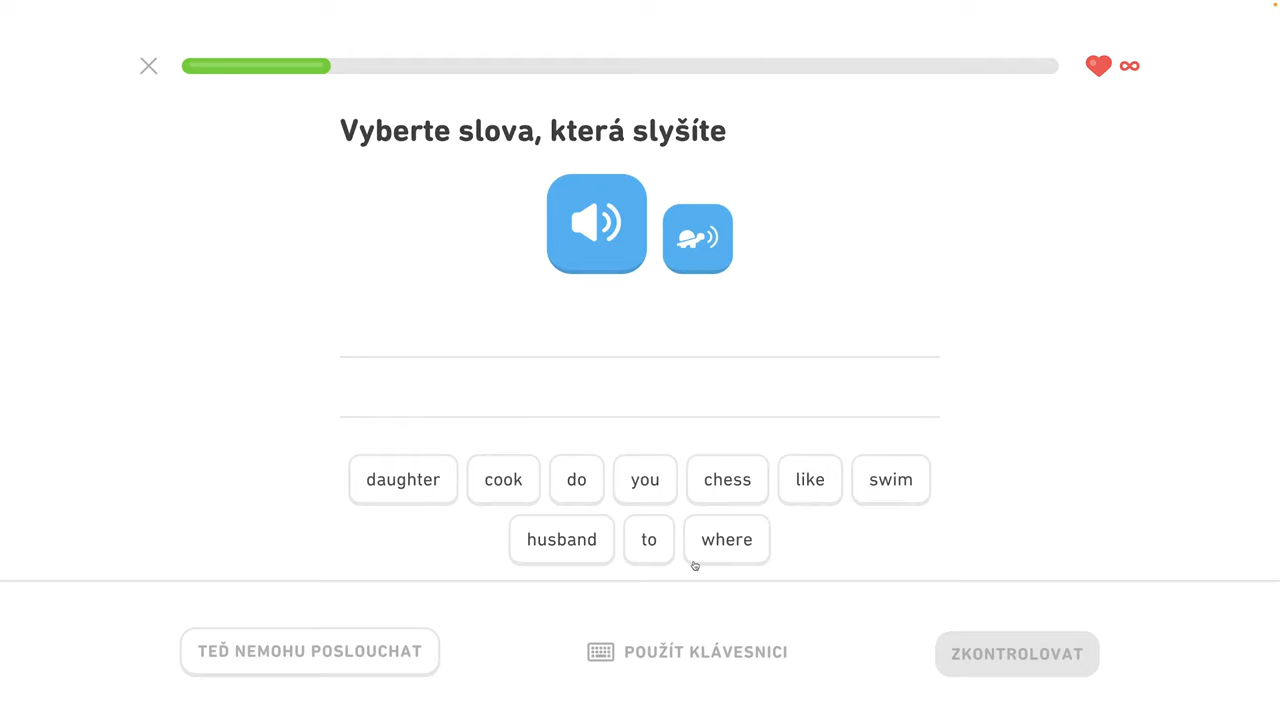 Vyberte slova, která slyšíte
daughter cook do you chess like swim
husband to where
TEĎ NEMOHU POSLOUCHAT POUŽÍT KLÁVESNICI ZKONTROLOVAT